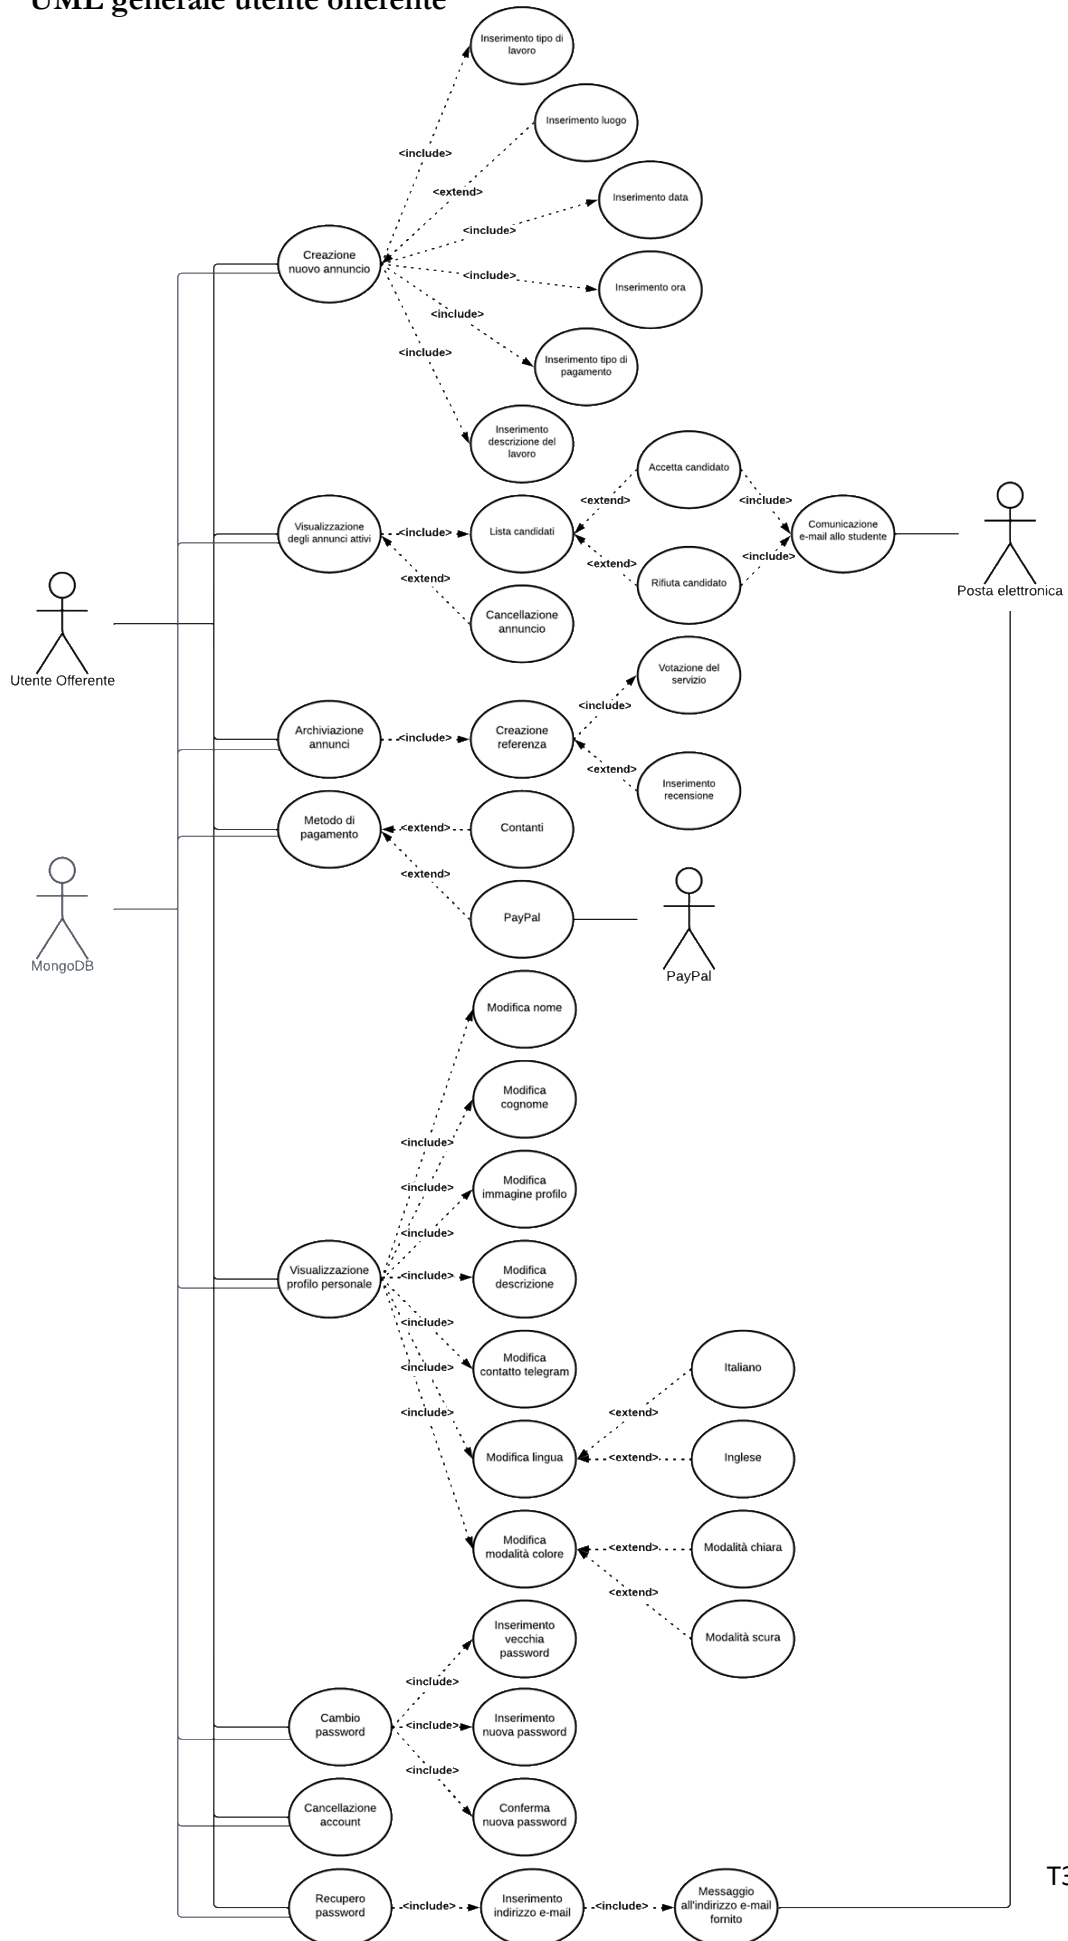 UML generale utente offerente
Inserimento tipo di
lavoro
Inserimento luogo
<include>
<extend>
Inserimento data
<include>
Creazione
nuovo annuncio
<include>
Inserimento ora
<include>
<include>
Inserimento tipo di
pagamento
Inserimento
descrizione del
lavoro
Accetta candidato
<extend>
<include>
Visualizzazione
degli annunci attivi
<include>
Lista candidati
Comunicazione
e-mail allo studente
<extend>
<include>
<extend>
Rifiuta candidato
Posta elettronica
Cancellazione
annuncio
Utente Offerente
Votazione del
servizio
<include>
Archiviazione
annunci
<include>
Creazione
referenza
<extend>
Inserimento
recensione
Metodo di
pagamento
<extend>
Contanti
<extend>
PayPal
MongoDB
PayPal
Modifica nome
Modifica
cognome
<include>
<include>
Modifica
immagine profilo
<include>
Visualizzazione
profilo personale
<include>
Modifica
descrizione
<include>
<include>
Modifica
contatto telegram
Italiano
<include>
<extend>
Modifica lingua
<extend>
Inglese
Modifica
modalità colore
<extend>
Modalità chiara
<extend>
Modalità scura
Inserimento
vecchia
password
<include>
Cambio
password
<include>
Inserimento
nuova password
<include>
Cancellazione
account
Conferma
nuova password
T3
Recupero
password
<include>
Inserimento
indirizzo e-mail
<include>
Messaggio
all'indirizzo e-mail
fornito